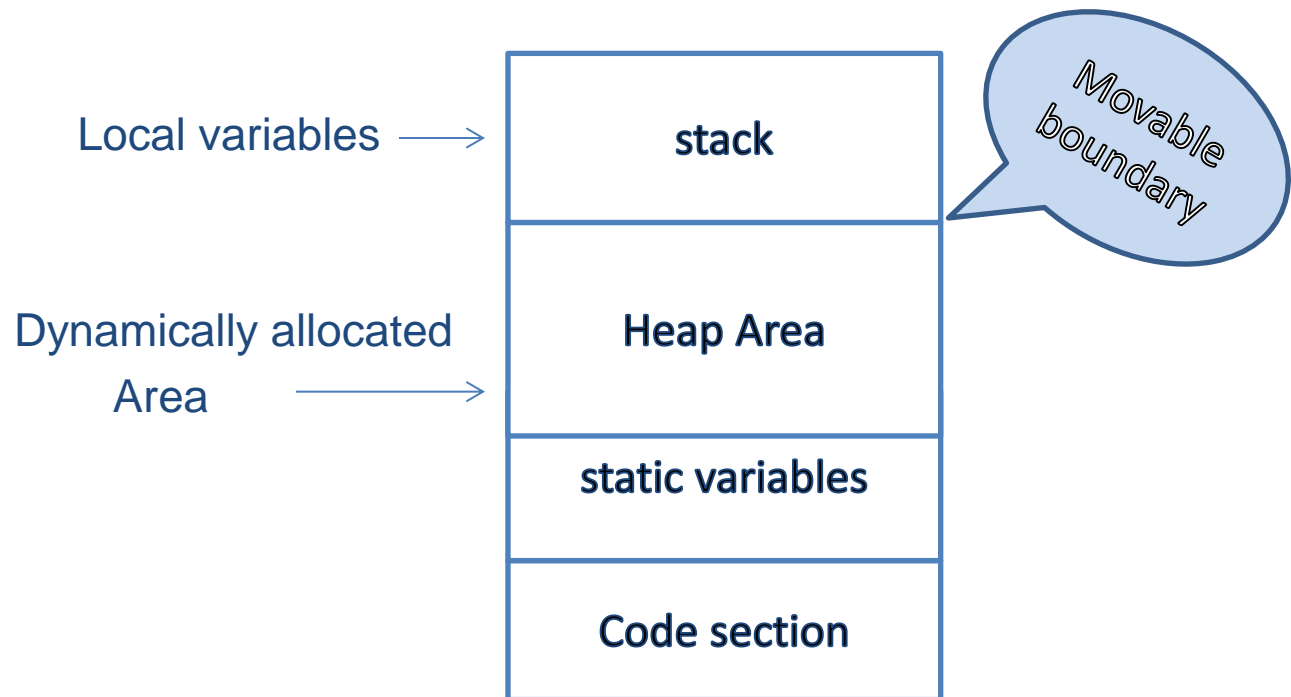 Movable
boundary
Local variables
stack
Dynamically allocated
Area
Heap Area
static variables
Code section